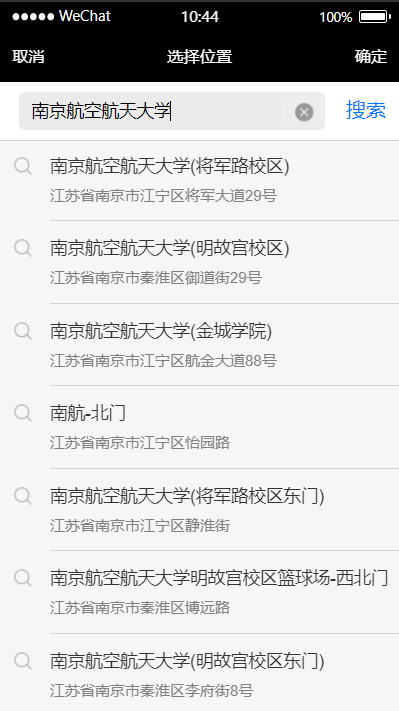 ●●●●● WeChat 10:44 100%
取消 选择位置 确定
南京航空航天大学 搜索
南京航空航天大学(将军路校区)
江苏省南京市江宁区将军大道29号
南京航空航天大学(明故宫校区)
江苏省南京市秦淮区御道街29号
南京航空航天大学(金城学院)
江苏省南京市江宁区航金大道88号
南航-北门
江苏省南京市江宁区怡园路
南京航空航天大学(将军路校区东门)
江苏省南京市江宁区静淮街
南京航空航天大学明故宫校区篮球场-西北门
江苏省南京市秦淮区博远路
南京航空航天大学(明故宫校区东门)
江苏省南京市秦淮区李府街8号